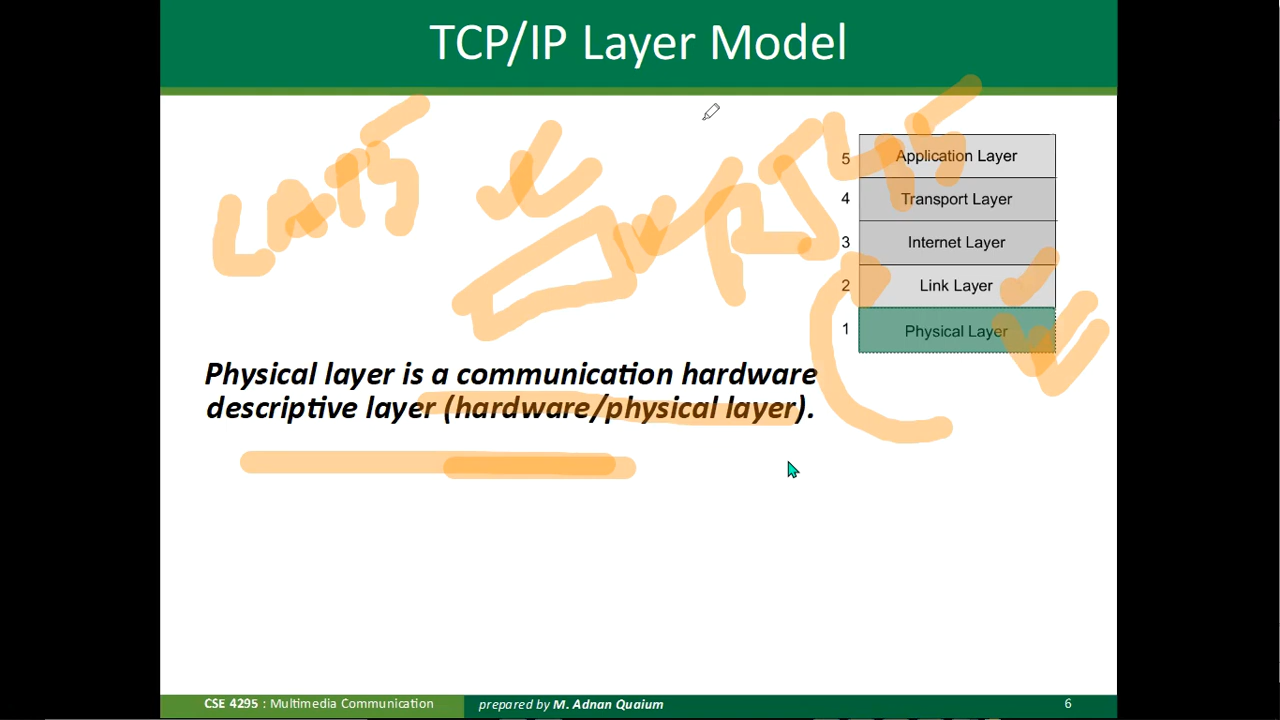 TCP/IP Layer Model
5 Application Layer
4 Transport Layer
3 Internet Layer
2 Link Layer
1 Physical Layer
Physical layer is a communication hardware
descriptive layer (hardware/physical layer).
CSE 4295 : Multimedia Communication prepared by M. Adnan Quaium 6